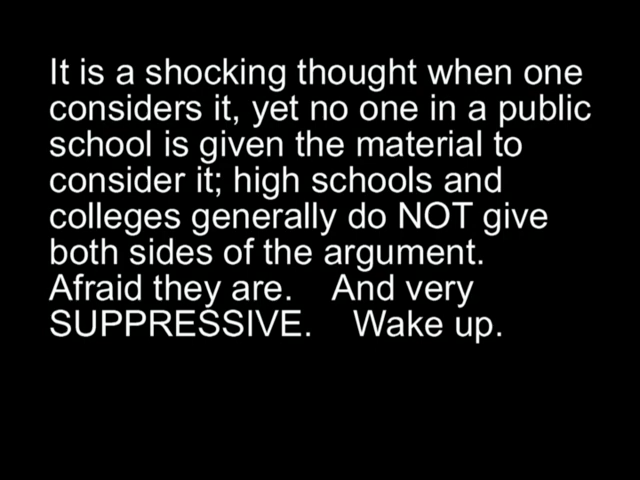 It is a shocking thought when one
considers it, yet no one in a public
school is given the material to
consider it; high schools and
colleges generally do NOT give
both sides of the argument.
Afraid they are.    And very
SUPPRESSIVE.    Wake up.